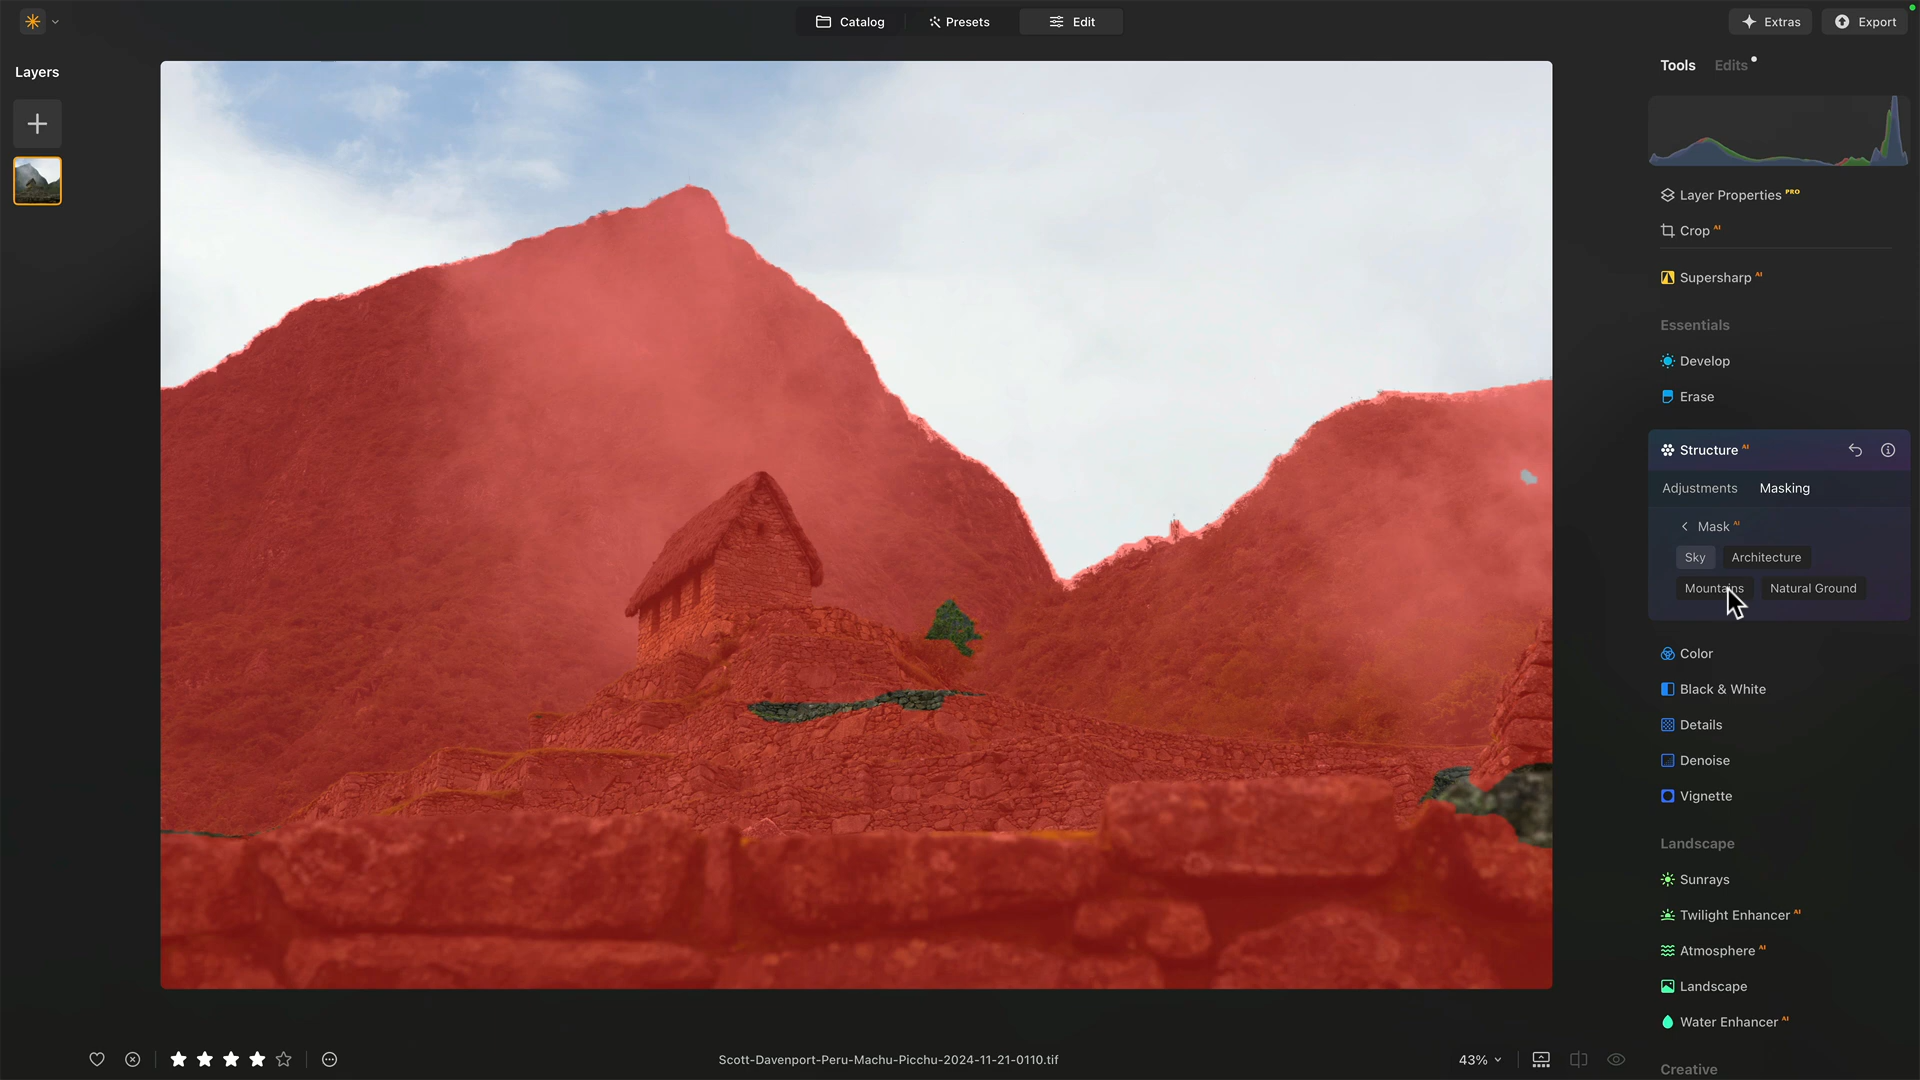 Catalog
Presets
Edit
Extras
Export
Layers
Tools
Edits
Layer Properties PRO
Crop AI
Supersharp AI
Essentials
Develop
Erase
Structure AI
Adjustments
Masking
Mask AI
Sky
Architecture
Mountains
Natural Ground
Color
Black & White
Details
Denoise
Vignette
Landscape
Sunrays
Twilight Enhancer AI
Atmosphere AI
Landscape
Water Enhancer AI
Creative
Scott-Davenport-Peru-Machu-Picchu-2024-11-21-0110.tif
43%